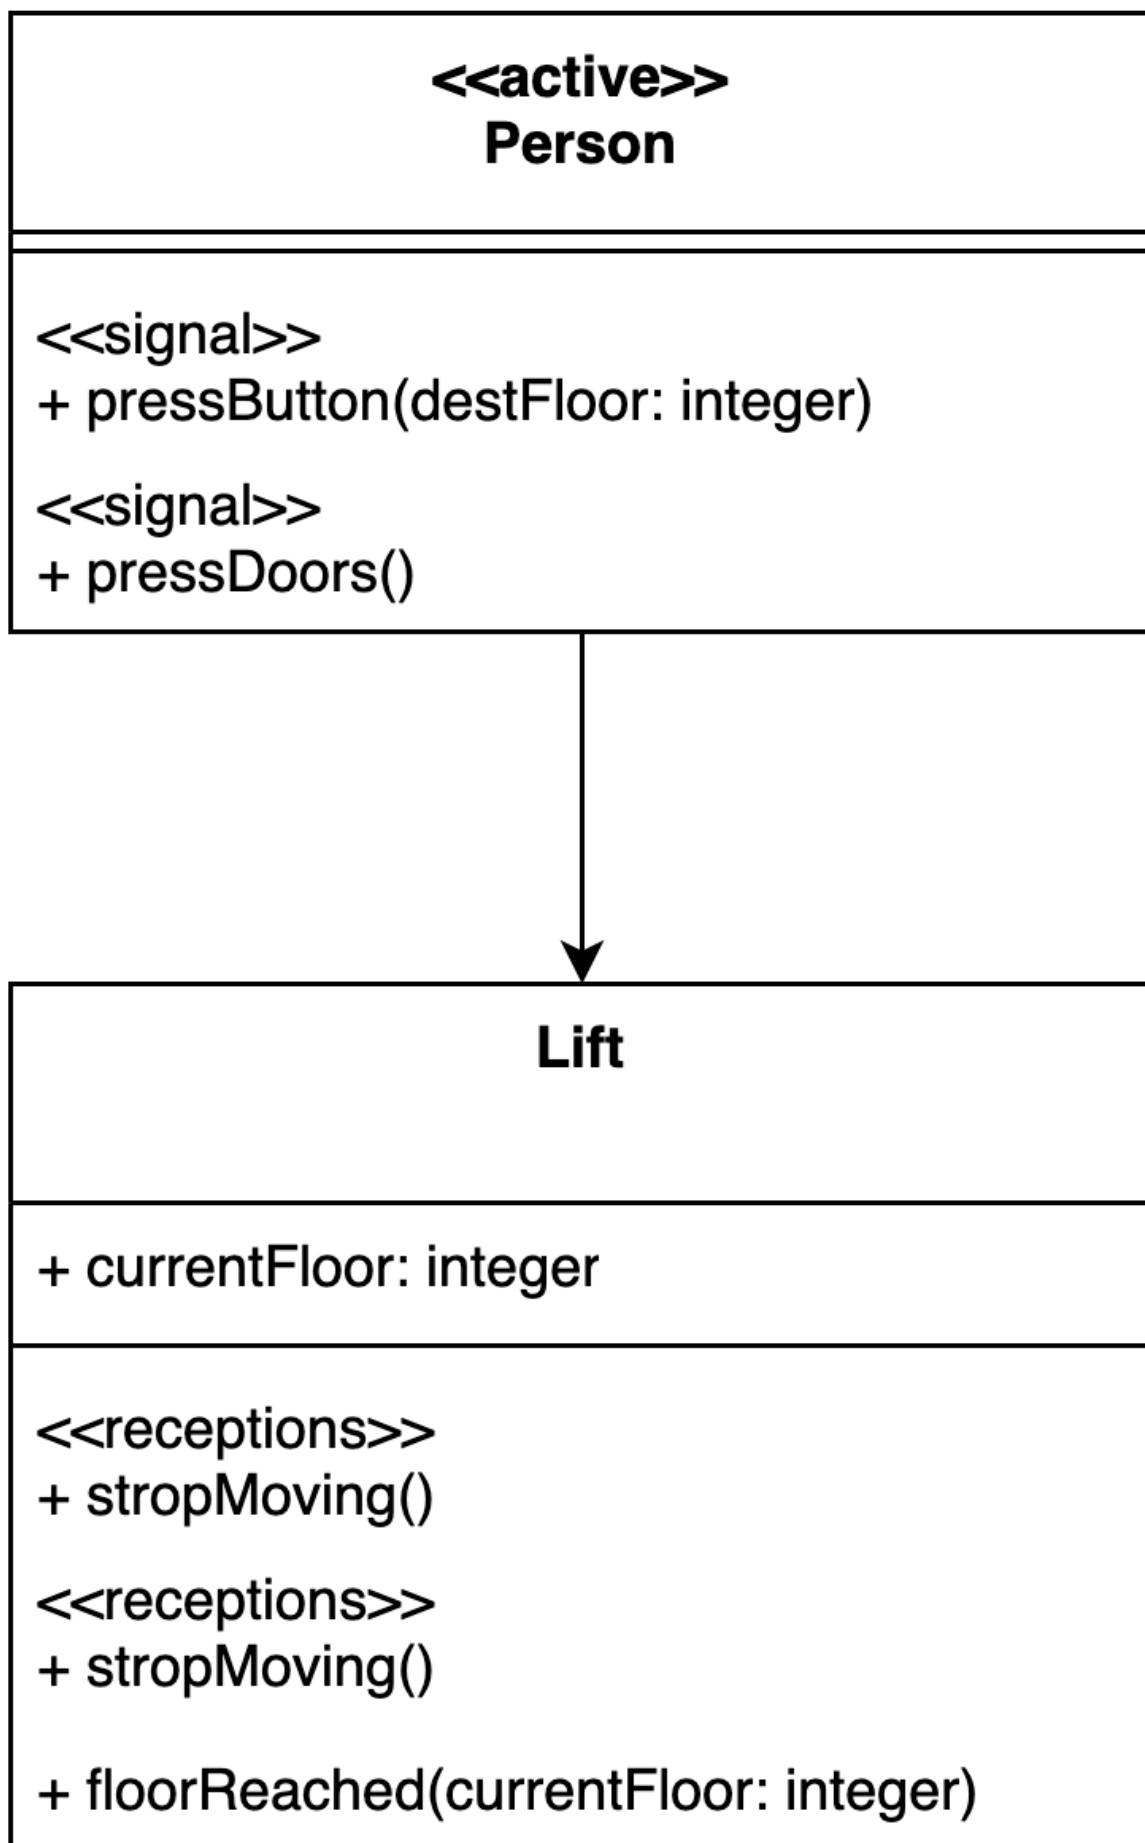 <<active>>
Person
<<signal>>
+ pressButton(destFloor: integer)
<<signal>>
+ pressDoors()
Lift
+ currentFloor: integer
<<receptions>>
+ stropMoving()
<<receptions>>
+ stropMoving()
+ floorReached(currentFloor: integer)